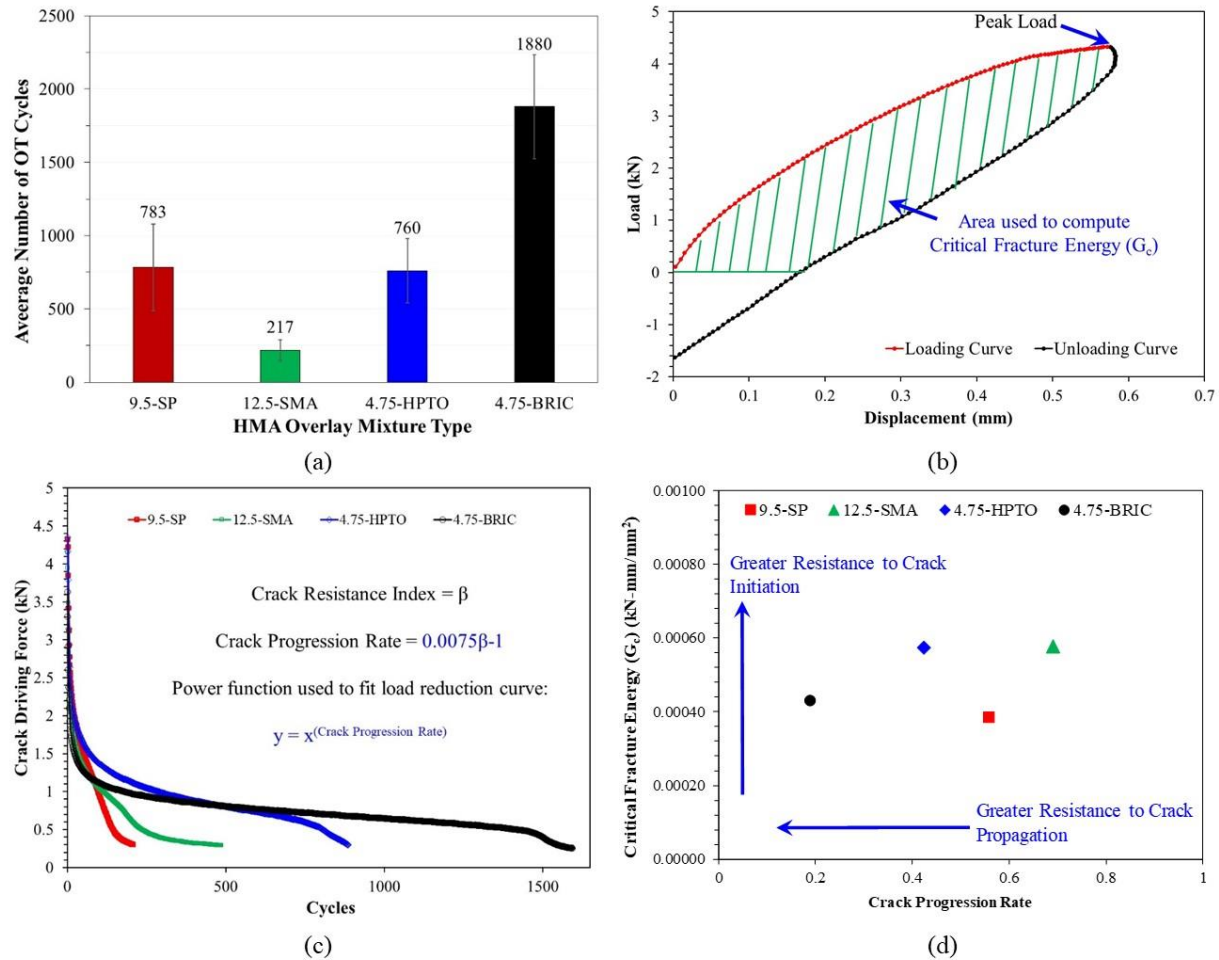 Aveerage Number of OT Cycles
2500
2000
1500
1000
500
0
783
217
760
1880
9.5-SP
12.5-SMA
4.75-HPTO
4.75-BRIC
HMA Overlay Mixture Type
(a)
Load (kN)
5
4
3
2
1
0
-1
-2
Peak Load
Area used to compute
Critical Fracture Energy (Gc)
Loading Curve
Unloading Curve
0
0.1
0.2
0.3
0.4
0.5
0.6
0.7
Displacement (mm)
(b)
Crack Driving Force (kN)
5
4.5
4
3.5
3
2.5
2
1.5
1
0.5
0
9.5-SP
12.5-SMA
4.75-HPTO
4.75-BRIC
Crack Resistance Index = β
Crack Progression Rate = 0.0075β-1
Power function used to fit load reduction curve:
y = x(Crack Progression Rate)
0
500
1000
1500
Cycles
(c)
Critical Fracture Energy (Gc) (kN-mm/mm²)
0.00100
0.00080
0.00060
0.00040
0.00020
0.00000
9.5-SP
12.5-SMA
4.75-HPTO
4.75-BRIC
Greater Resistance to Crack
Initiation
Greater Resistance to Crack
Propagation
0
0.2
0.4
0.6
0.8
1
Crack Progression Rate
(d)